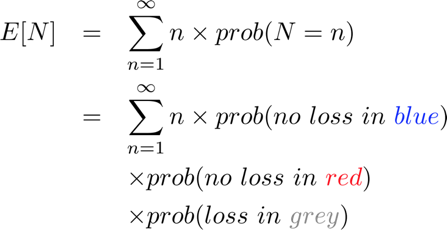 E[N] = ∞∑n=1 n × prob(N = n)
= ∞∑n=1 n × prob(no loss in blue)
×prob(no loss in red)
×prob(loss in grey)